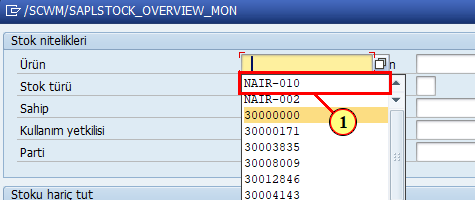 /SCWM/SAPLSTOCK_OVERVIEW_MON
Stok nitelikleri
Ürün
n
NAIR-010
Stok türü
NAIR-002
Sahip
30000000
1
Kullanım yetkilisi
30000171
30003835
Parti
30008009
30012846
Stoku hariç tut
30004143